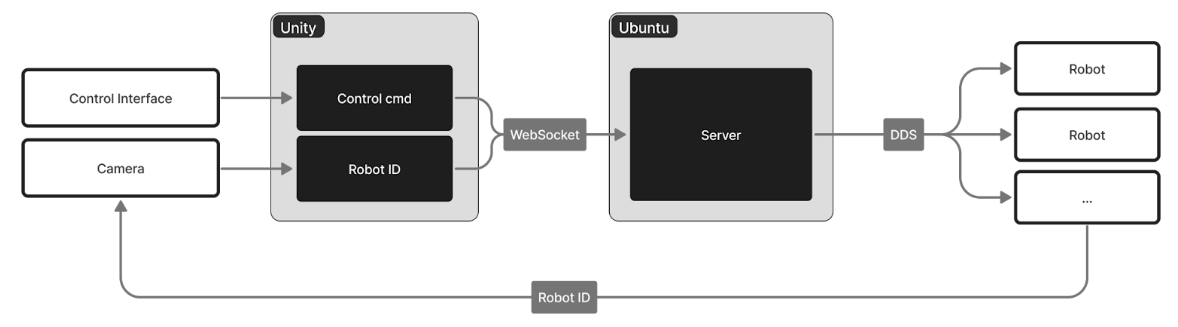 Unity
Ubuntu
Control Interface
Camera
Control cmd
Robot ID
WebSocket
Server
DDS
Robot
Robot
...
Robot ID